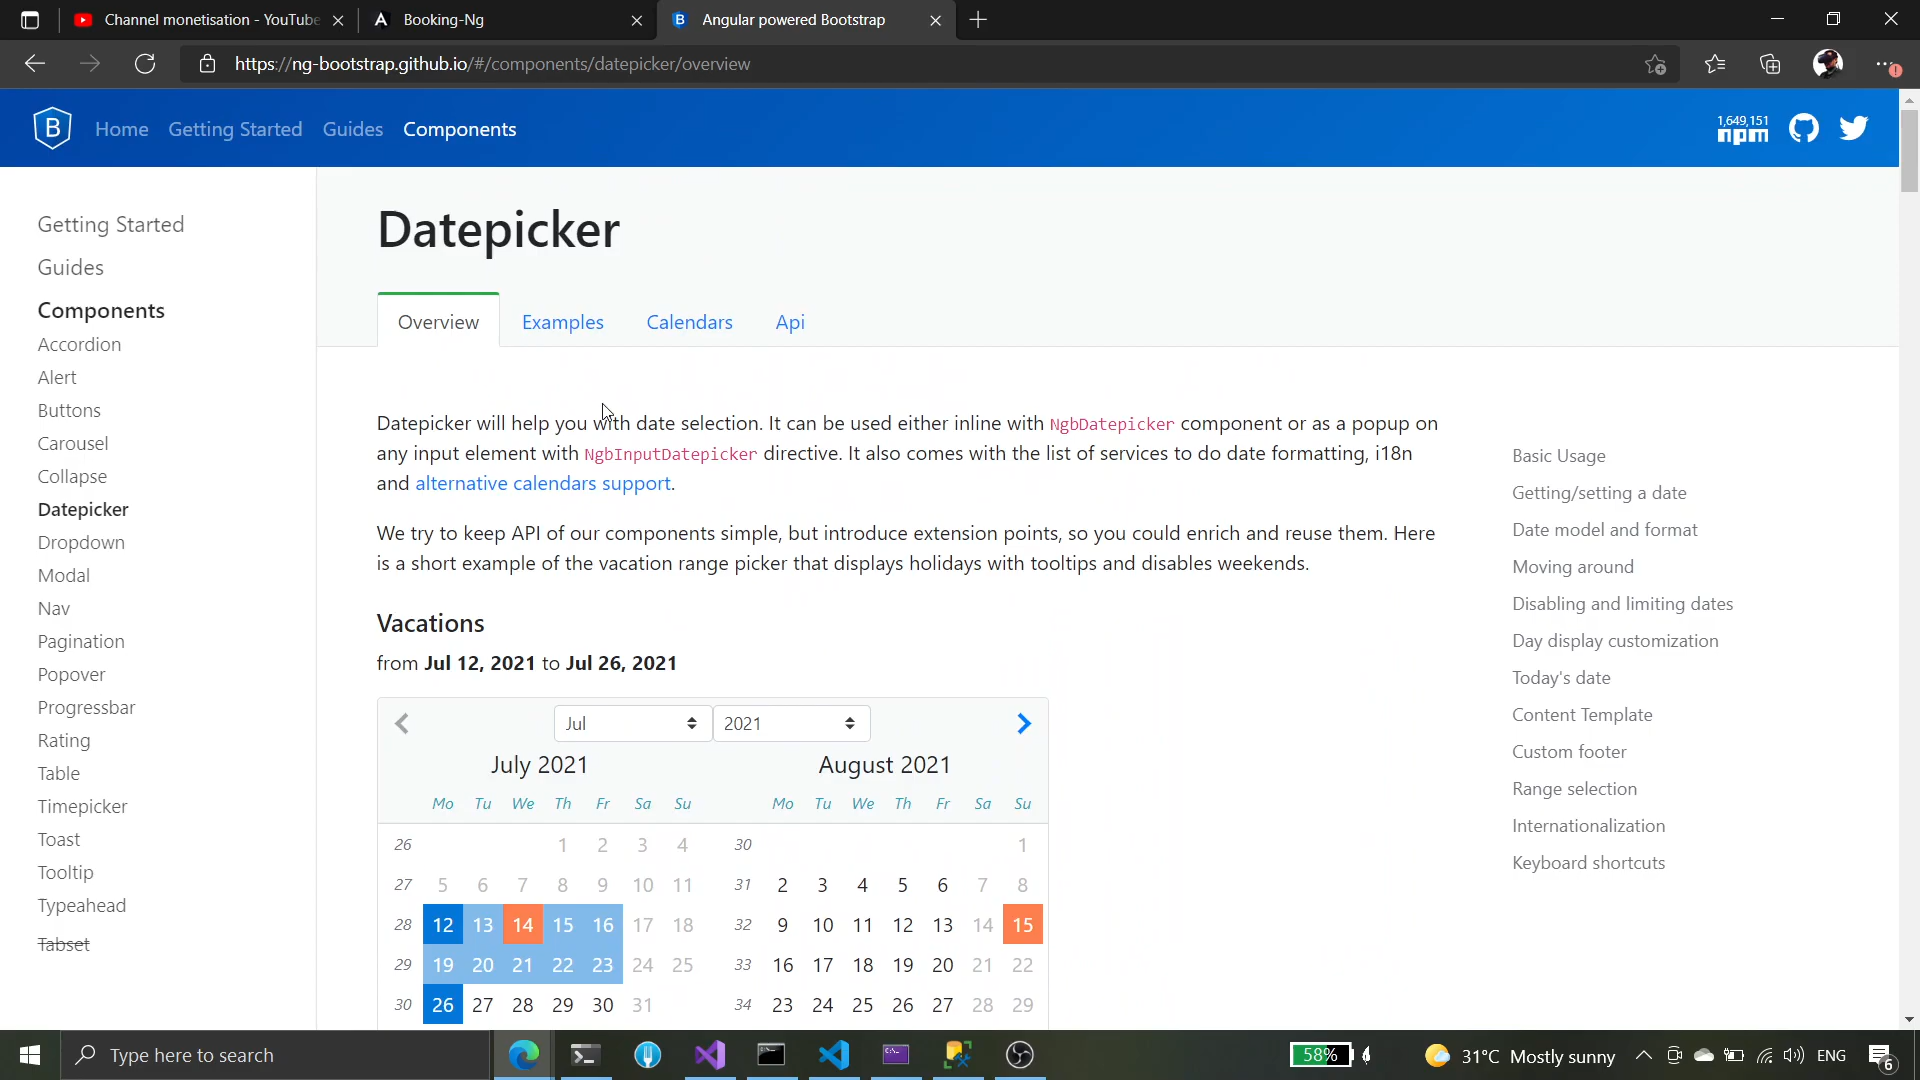 Channel monetisation - YouTube
Booking-Ng
Angular powered Bootstrap
https://ng-bootstrap.github.io/#/components/datepicker/overview
B Home Getting Started Guides Components
1,649,151
npm
Getting Started
Guides
Components
Accordion
Alert
Buttons
Carousel
Collapse
Datepicker
Dropdown
Modal
Nav
Pagination
Popover
Progressbar
Rating
Table
Timepicker
Toast
Tooltip
Typeahead
Tabset
Datepicker
Overview Examples Calendars Api
Datepicker will help you with date selection. It can be used either inline with NgbDatepicker component or as a popup on
any input element with NgbInputDatepicker directive. It also comes with the list of services to do date formatting, i18n
and alternative calendars support.
We try to keep API of our components simple, but introduce extension points, so you could enrich and reuse them. Here
is a short example of the vacation range picker that displays holidays with tooltips and disables weekends.
Vacations
from Jul 12, 2021 to Jul 26, 2021
Jul 2021
July 2021 August 2021
Mo Tu We Th Fr Sa Su Mo Tu We Th Fr Sa Su
26 1 2 3 4 30 1
27 5 6 7 8 9 10 11 31 2 3 4 5 6 7 8
28 12 13 14 15 16 17 18 32 9 10 11 12 13 14 15
29 19 20 21 22 23 24 25 33 16 17 18 19 20 21 22
30 26 27 28 29 30 31 34 23 24 25 26 27 28 29
Basic Usage
Getting/setting a date
Date model and format
Moving around
Disabling and limiting dates
Day display customization
Today's date
Content Template
Custom footer
Range selection
Internationalization
Keyboard shortcuts
Type here to search
58%
31°C Mostly sunny
ENG
6